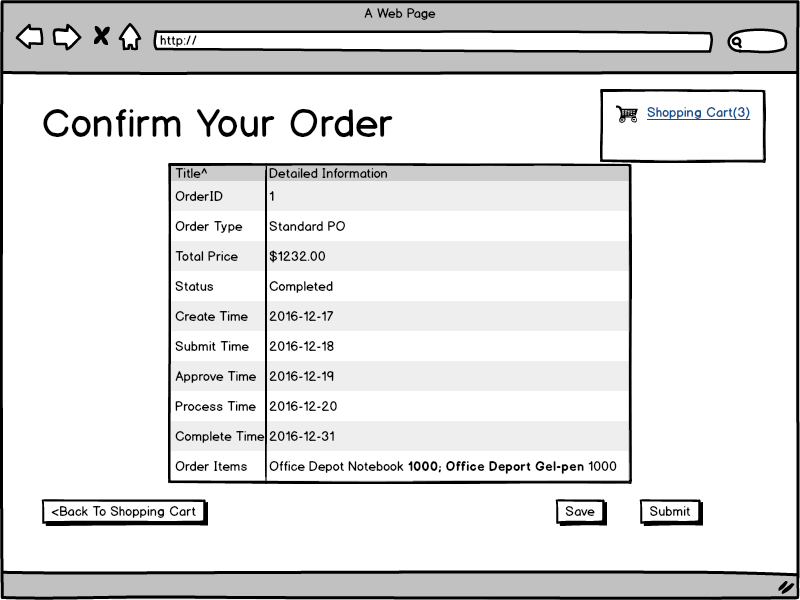 A Web Page
http://
Shopping Cart(3)
Confirm Your Order
Title^ Detailed Information
OrderID 1
Order Type Standard PO
Total Price $1232.00
Status Completed
Create Time 2016-12-17
Submit Time 2016-12-18
Approve Time 2016-12-19
Process Time 2016-12-20
Complete Time 2016-12-31
Order Items Office Depot Notebook 1000; Office Deport Gel-pen 1000
<Back To Shopping Cart Save Submit